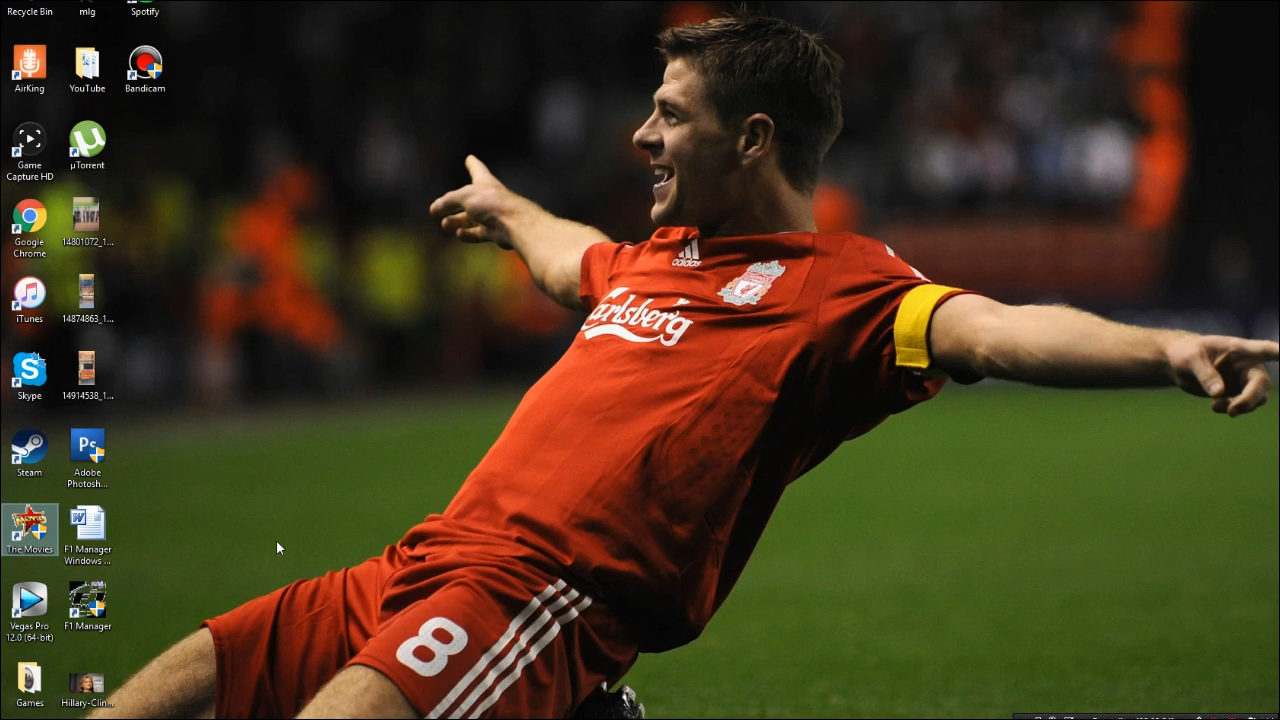 Recycle Bin
mlg
Spotify
AirKing
YouTube
Bandicam
Game
Capture HD
µTorrent
Google
Chrome
14801072_1...
iTunes
14874863_1...
Skype
14914538_1...
Steam
Ps
Adobe
Photosh...
The Movies
F1 Manager
Windows ...
Vegas Pro
12.0 (64-bit)
F1 Manager
Games
Hillary-Clin...
adidas
Carlsberg
8